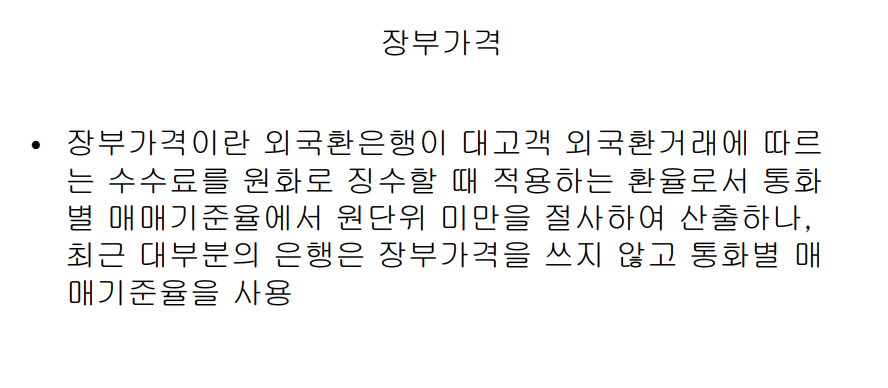 장부가격
• 장부가격이란 외국환은행이 대고객 외국환거래에 따르
는 수수료를 원화로 징수할 때 적용하는 환율로서 통화
별 매매기준율에서 원단위 미만을 절사하여 산출하나,
최근 대부분의 은행은 장부가격을 쓰지 않고 통화별 매
매기준율을 사용